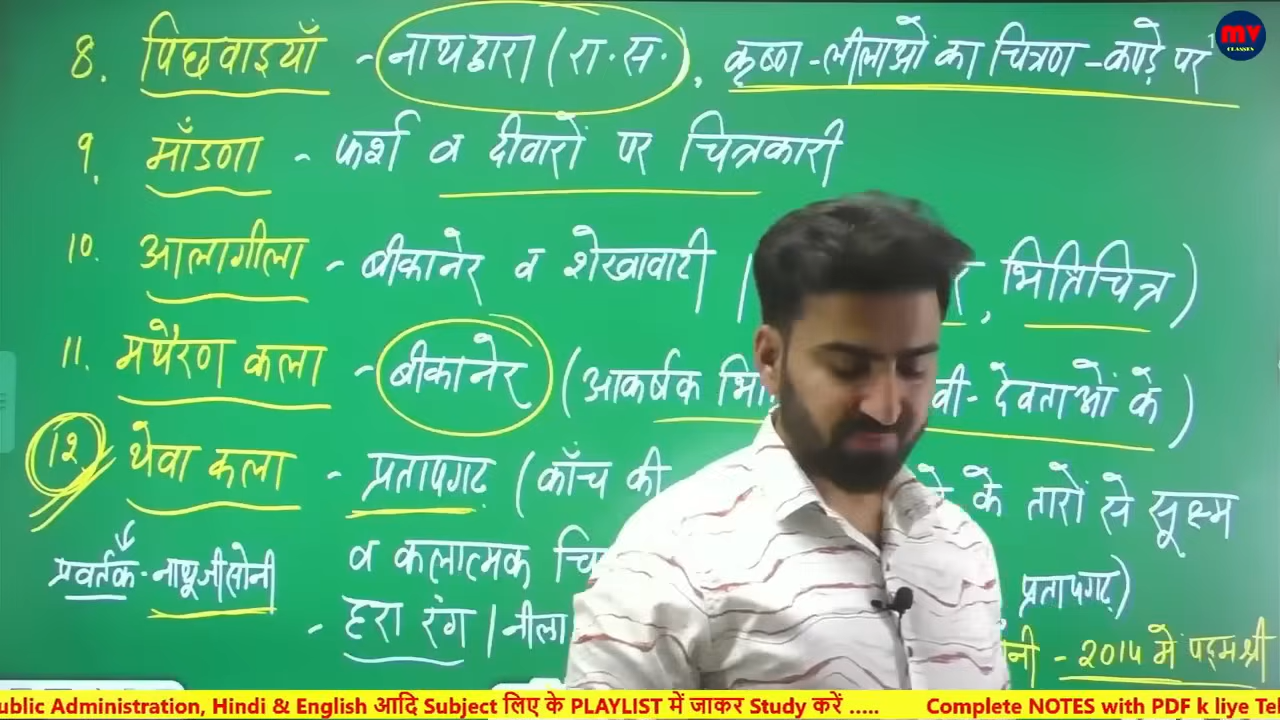 mv
CLASSES
8. पिछवाइयाँ - नाथद्वारा (रा.स.), कृष्ण-लीलाओं का चित्रण - कपड़े पर
9. माँडणा - फर्श व दीवारों पर चित्रकारी
10. आलागीला - बीकानेर व शेखावाटी | , भित्तिचित्र)
11. मथैरण कला - बीकानेर (आकर्षक देवताओं के)
12. थेवा कला - प्रतापगढ़ (काँच की के तारों से सूक्ष्म
प्रवर्तक - नाथूजी सोनी
व कलात्मक प्रतापगढ़)
- हरा रंग | नीला
- 2014 में पद्मश्री
ublic Administration, Hindi & English आदि Subject लिए के PLAYLIST में जाकर Study करें ..... Complete NOTES with PDF k liye Te